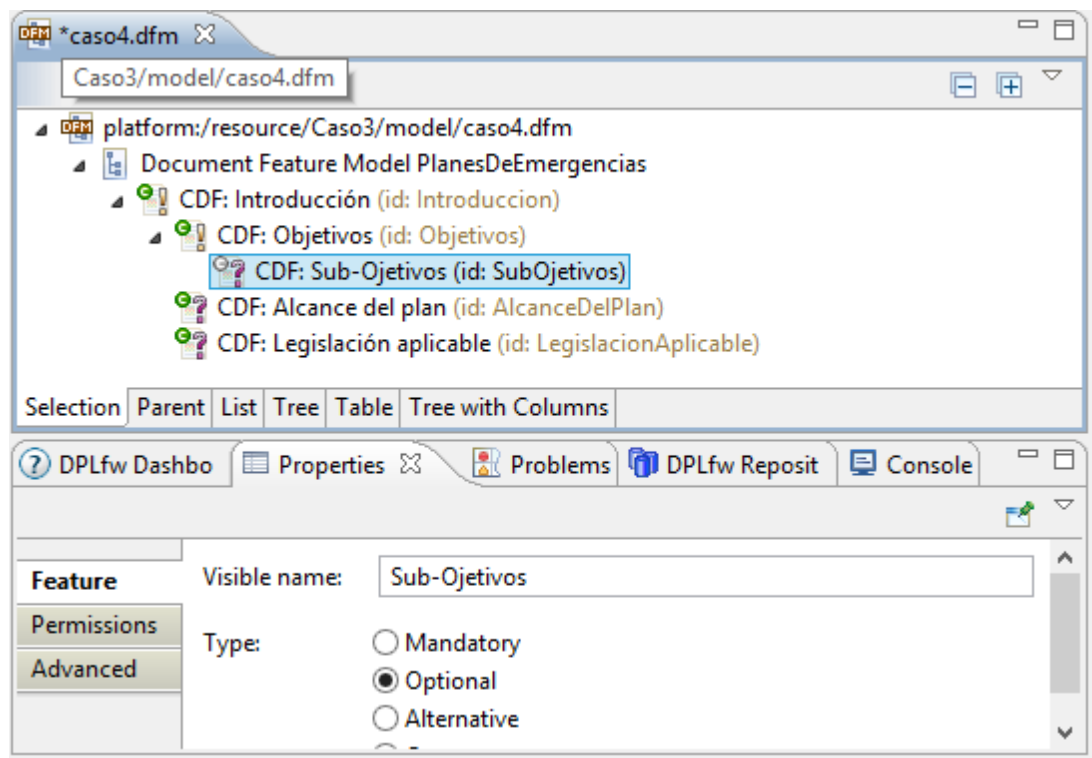 *caso4.dfm
Caso3/model/caso4.dfm
platform:/resource/Caso3/model/caso4.dfm
Document Feature Model PlanesDeEmergencias
CDF: Introducción (id: Introduccion)
CDF: Objetivos (id: Objetivos)
CDF: Sub-Ojetivos (id: SubOjetivos)
CDF: Alcance del plan (id: AlcanceDelPlan)
CDF: Legislación aplicable (id: LegislacionAplicable)
Selection Parent List Tree Table Tree with Columns
DPLfw Dashbo Properties Problems DPLfw Reposit Console
Feature Visible name: Sub-Ojetivos
Permissions Type: Mandatory
Advanced Optional
Alternative